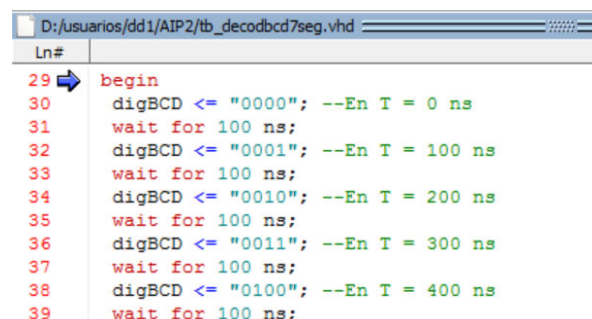 D:/usuarios/dd1/AIP2/tb_decodbcd7seg.vhd
Ln#
29 begin
30 digBCD <= "0000"; --En T = 0 ns
31 wait for 100 ns;
32 digBCD <= "0001"; --En T = 100 ns
33 wait for 100 ns;
34 digBCD <= "0010"; --En T = 200 ns
35 wait for 100 ns;
36 digBCD <= "0011"; --En T = 300 ns
37 wait for 100 ns;
38 digBCD <= "0100"; --En T = 400 ns
39 wait for 100 ns;